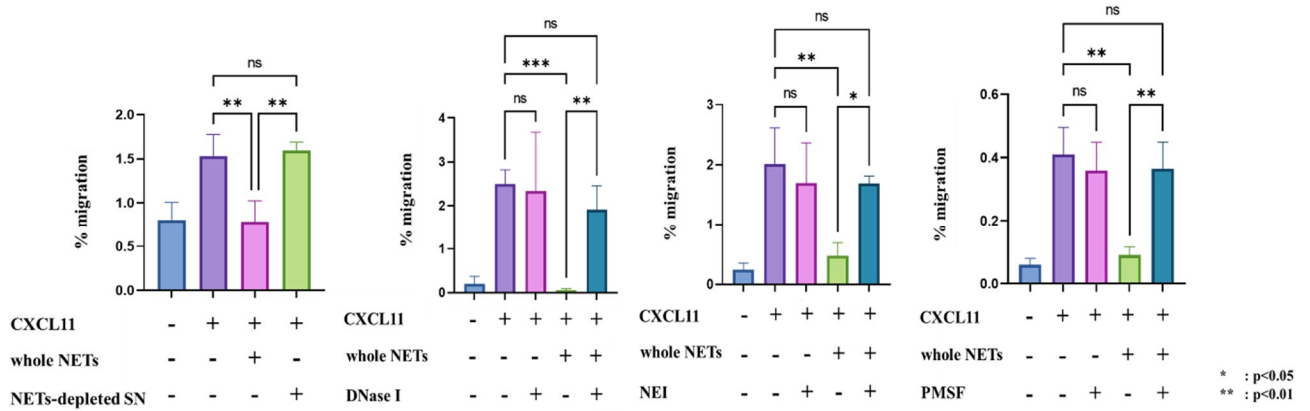 ns
** **
% migration
2.0
1.5
1.0
0.5
0.0
CXCL11 - + + +
whole NETs - - + -
NETs-depleted SN - - - +
ns
***
ns **
% migration
4
3
2
1
0
CXCL11 - + + + +
whole NETs - - - + +
DNase I - - + - +
ns
**
ns *
% migration
3
2
1
0
CXCL11 - + + + +
whole NETs - - - + +
NEI - - + - +
ns
**
ns **
% migration
0.6
0.4
0.2
0.0
CXCL11 - + + + +
whole NETs - - - + +
PMSF - - + - +
* : p<0.05
** : p<0.01